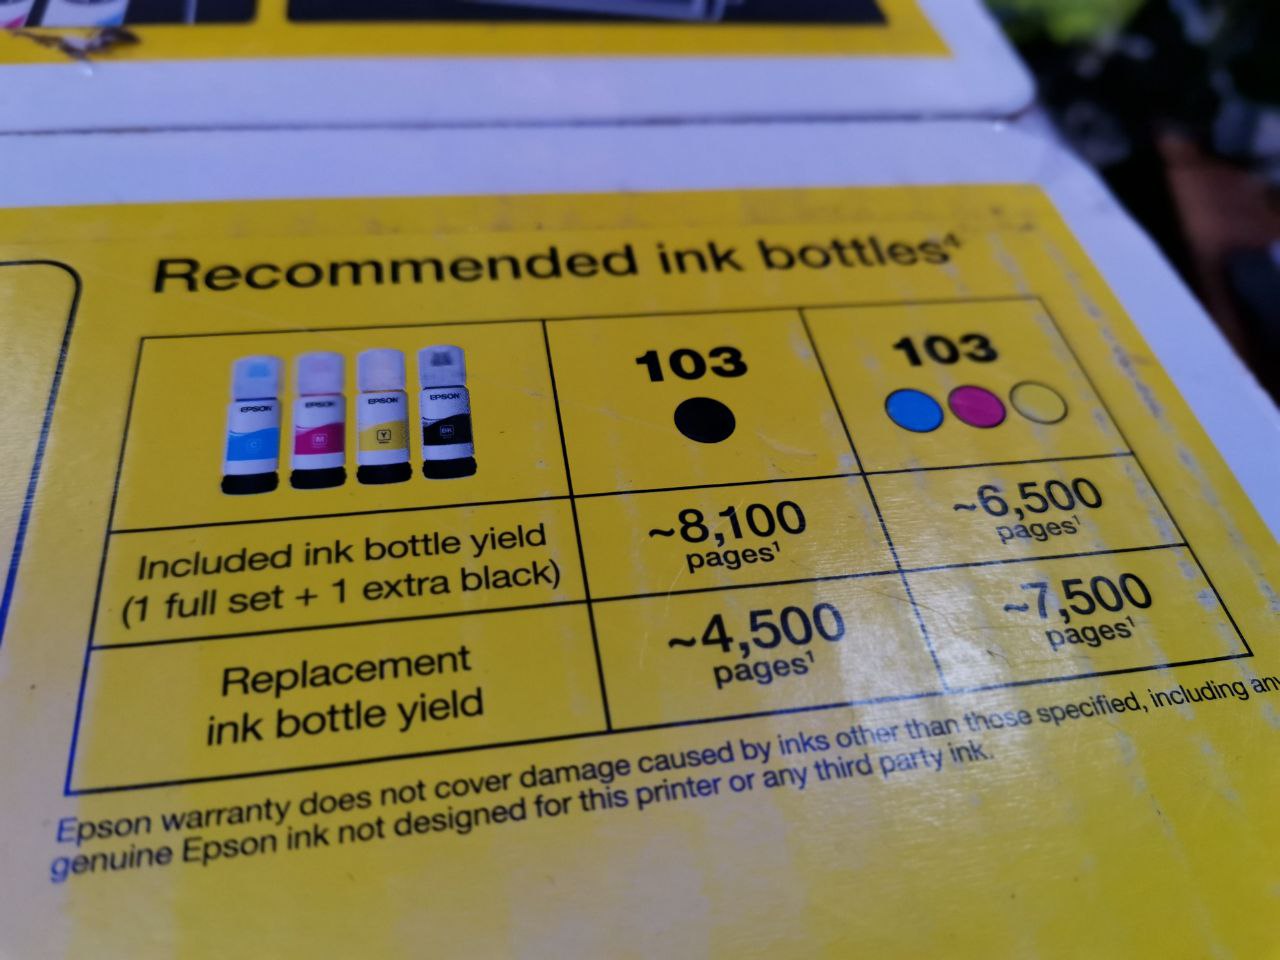 Recommended ink bottles⁴
103
103
EPSON
EPSON
EPSON
EPSON
C
M
Y
BK
Included ink bottle yield
(1 full set + 1 extra black)
~8,100
pages¹
~6,500
pages¹
Replacement
ink bottle yield
~4,500
pages¹
~7,500
pages¹
Epson warranty does not cover damage caused by inks other than those specified, including any
genuine Epson ink not designed for this printer or any third party ink.